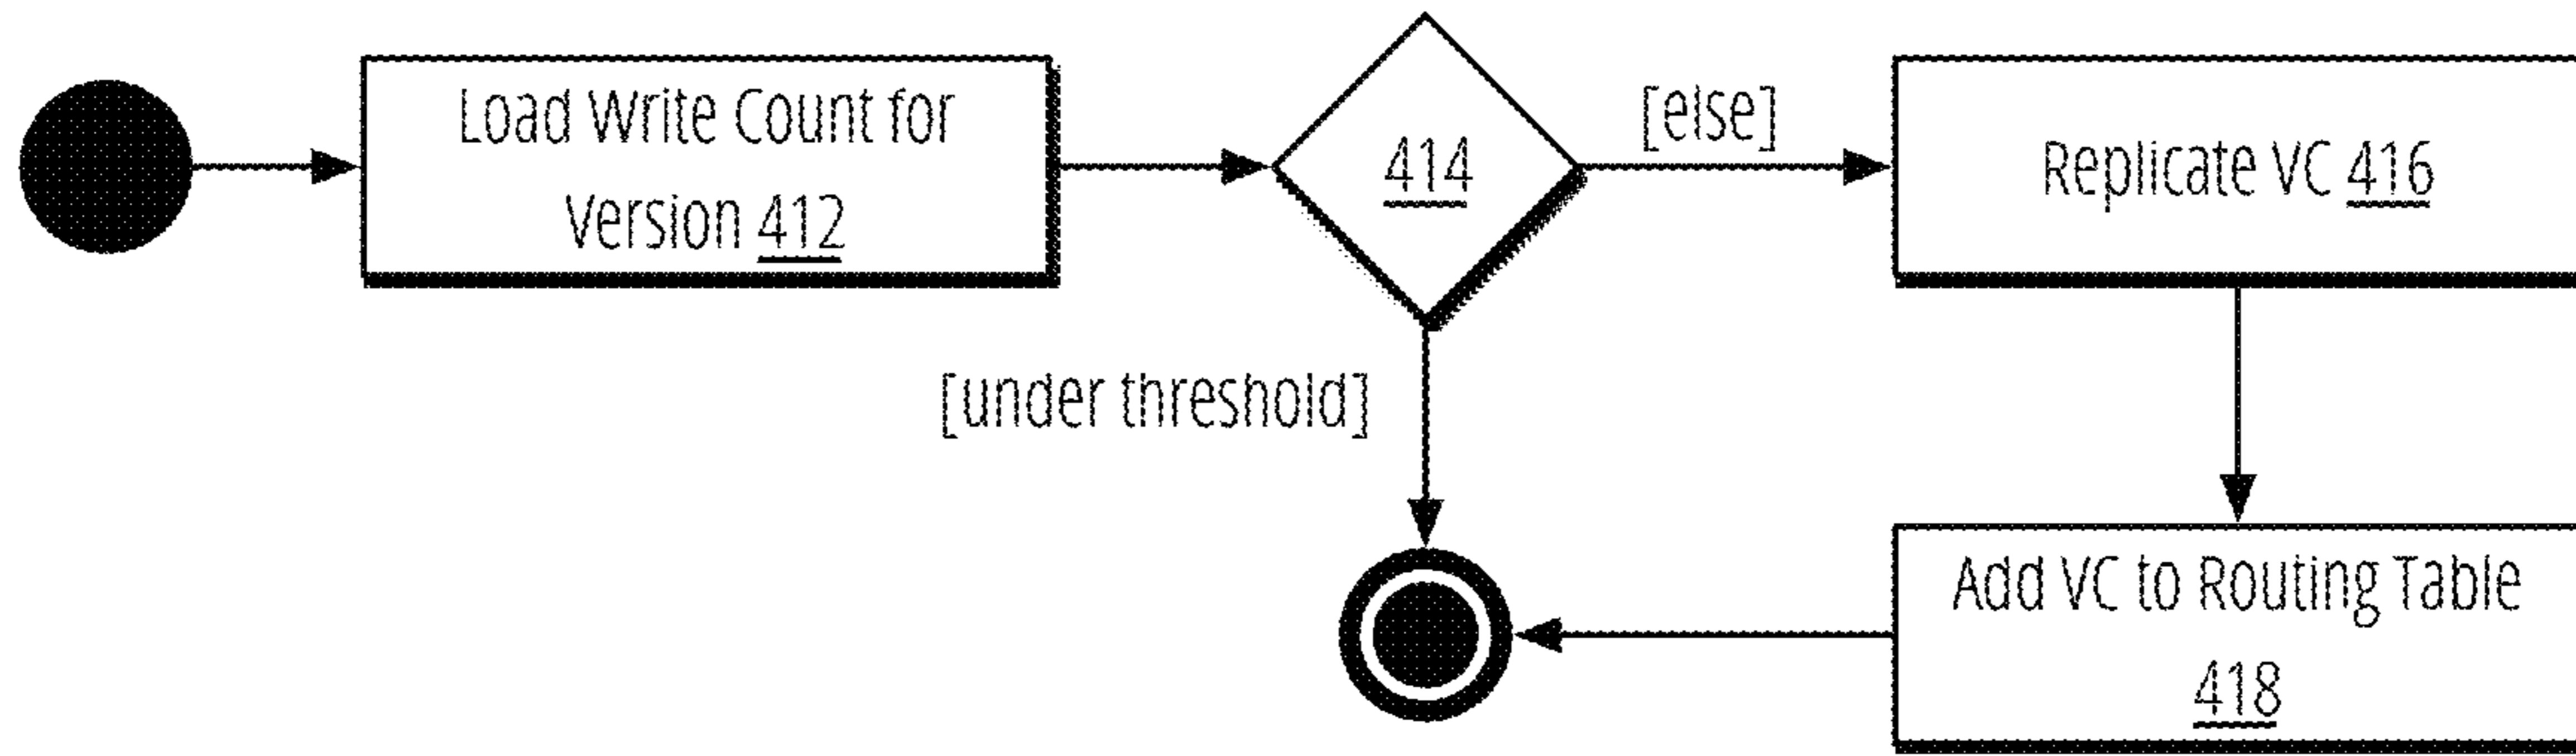 Load Write Count for
Version 412
414
[else]
Replicate VC 416
[under threshold]
Add VC to Routing Table
418